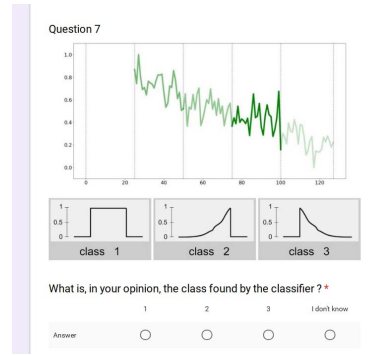 Question 7
1.0
0.8
0.6
0.4
0.2
0.0
0 20 40 60 80 100 120
1 1 1
0.5 0.5 0.5
0 0 0
class 1 class 2 class 3
What is, in your opinion, the class found by the classifier ? *
1 2 3 I don't know
Answer